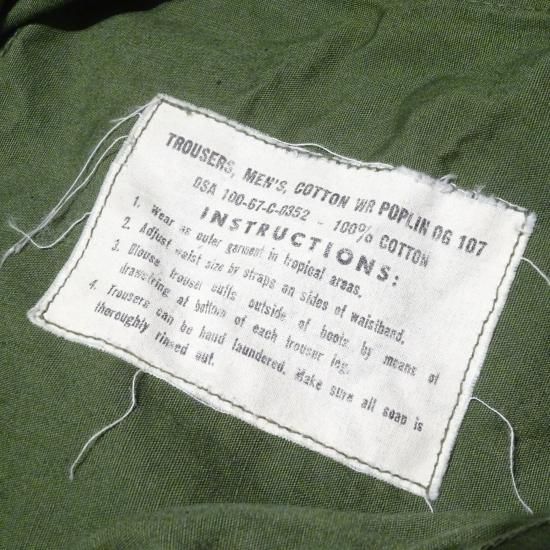 TROUSERS, MEN'S, COTTON WR POPLIN OG 107
DSA 100-67-C-0352 - 100% COTTON
INSTRUCTIONS:
1. Wear as outer garment in tropical areas.
2. Adjust waist size by straps on sides of waistband.
3. Blouse trouser cuffs outside of boots by means of
drawstring at bottom of each trouser leg.
4. Trousers can be hand laundered. Make sure all soap is
thoroughly rinsed out.